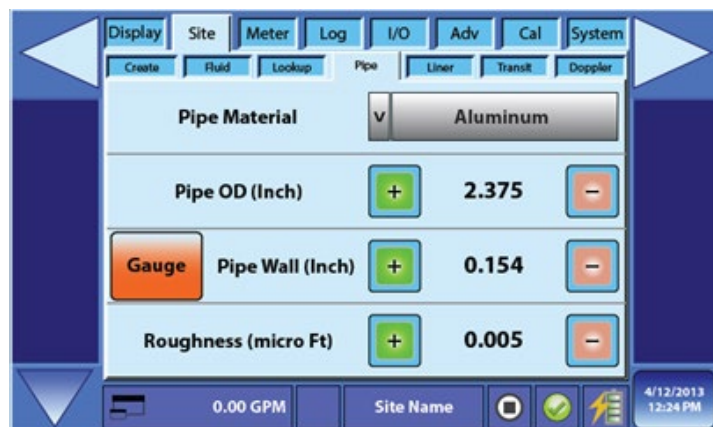 Display Site Meter Log I/O Adv Cal System
Create Fluid Lookup Pipe Liner Transit Doppler
Pipe Material v Aluminum
Pipe OD (Inch) + 2.375 −
Gauge Pipe Wall (Inch) + 0.154 −
Roughness (micro Ft) + 0.005 −
0.00 GPM Site Name 4/12/2013
12:24 PM